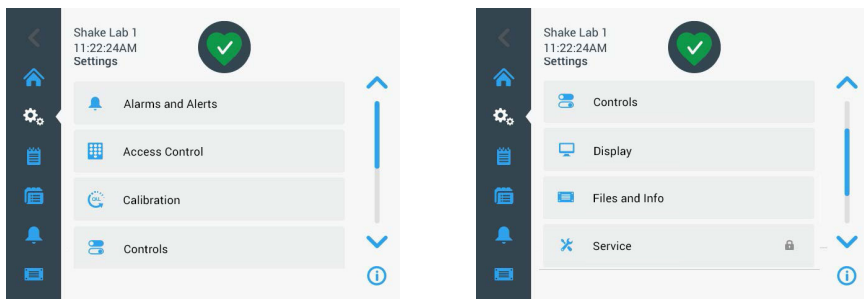 Shake Lab 1
11:22:24AM
Settings
Alarms and Alerts
Access Control
CAL
Calibration
Controls
Shake Lab 1
11:22:24AM
Settings
Controls
Display
Files and Info
Service